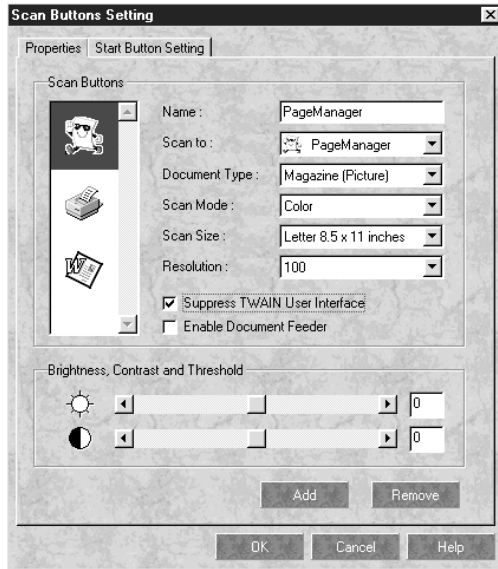 Scan Buttons Setting
Properties Start Button Setting
Scan Buttons
Name : PageManager
Scan to : PageManager
Document Type : Magazine (Picture)
Scan Mode : Color
Scan Size : Letter 8.5 x 11 inches
Resolution : 100
Suppress TWAIN User Interface
Enable Document Feeder
Brightness, Contrast and Threshold
0
0
Add Remove
OK Cancel Help